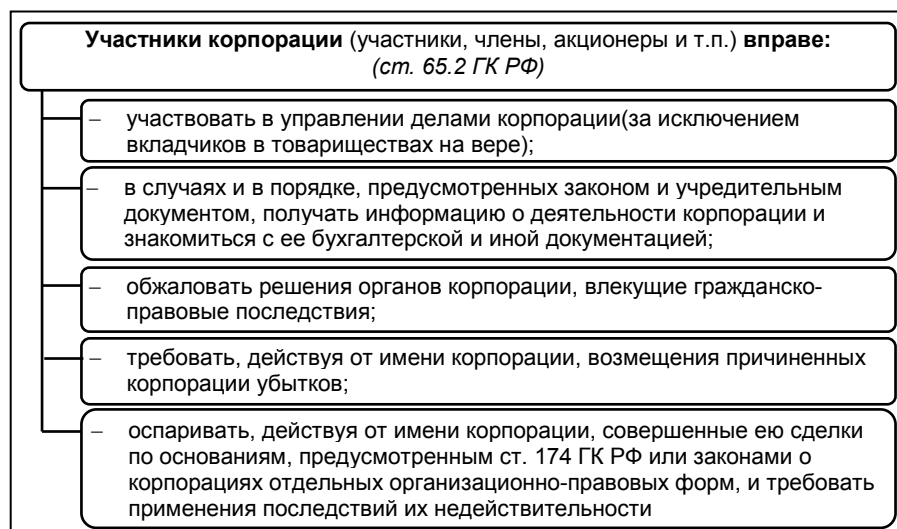 Участники корпорации (участники, члены, акционеры и т.п.) вправе:
(ст. 65.2 ГК РФ)
– участвовать в управлении делами корпорации(за исключением
вкладчиков в товариществах на вере);
– в случаях и в порядке, предусмотренных законом и учредительным
документом, получать информацию о деятельности корпорации и
знакомиться с ее бухгалтерской и иной документацией;
– обжаловать решения органов корпорации, влекущие гражданско-
правовые последствия;
– требовать, действуя от имени корпорации, возмещения причиненных
корпорации убытков;
– оспаривать, действуя от имени корпорации, совершенные ею сделки
по основаниям, предусмотренным ст. 174 ГК РФ или законами о
корпорациях отдельных организационно-правовых форм, и требовать
применения последствий их недействительности